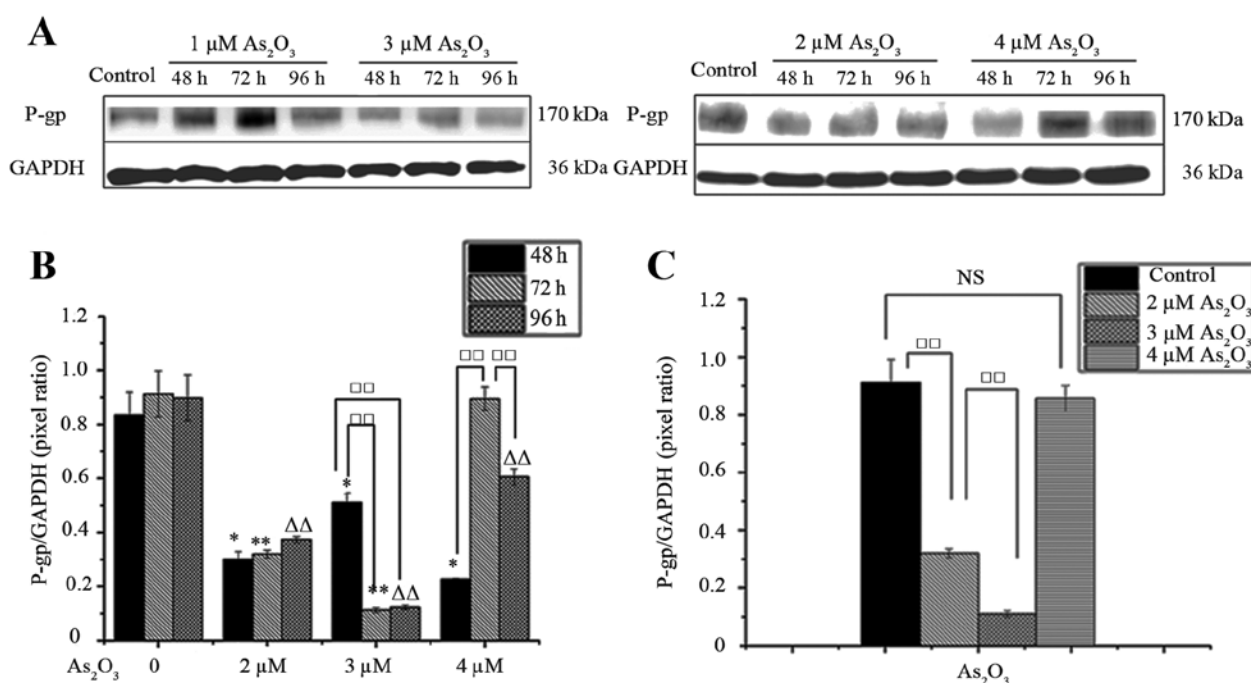 A
1 µM As₂O₃ 3 µM As₂O₃
Control 48 h 72 h 96 h 48 h 72 h 96 h
P-gp 170 kDa
GAPDH 36 kDa
2 µM As₂O₃ 4 µM As₂O₃
Control 48 h 72 h 96 h 48 h 72 h 96 h
P-gp 170 kDa
GAPDH 36 kDa
B
48 h
72 h
96 h
P-gp/GAPDH (pixel ratio)
1.2
1.0
0.8
0.6
0.4
0.2
0
□□ □□
□□
□□
* ** ΔΔ
* ** ΔΔ
* ΔΔ
As₂O₃ 0 2 µM 3 µM 4 µM
C
Control
2 µM As₂O₃
3 µM As₂O₃
4 µM As₂O₃
NS
□□
□□
P-gp/GAPDH (pixel ratio)
1.2
1.0
0.8
0.6
0.4
0.2
0
As₂O₃